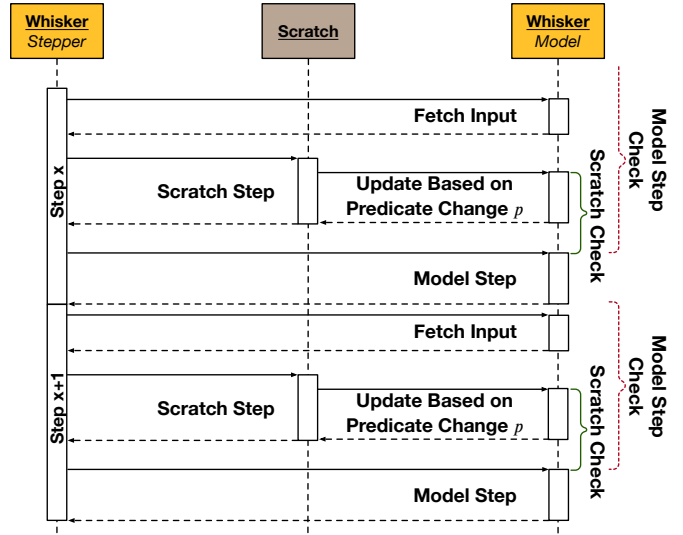 Whisker
Stepper
Scratch
Whisker
Model
Step x
Fetch Input
Scratch Step
Update Based on
Predicate Change p
Model Step
Scratch Check
Model Step
Check
Step x+1
Fetch Input
Scratch Step
Update Based on
Predicate Change p
Model Step
Scratch Check
Model Step
Check